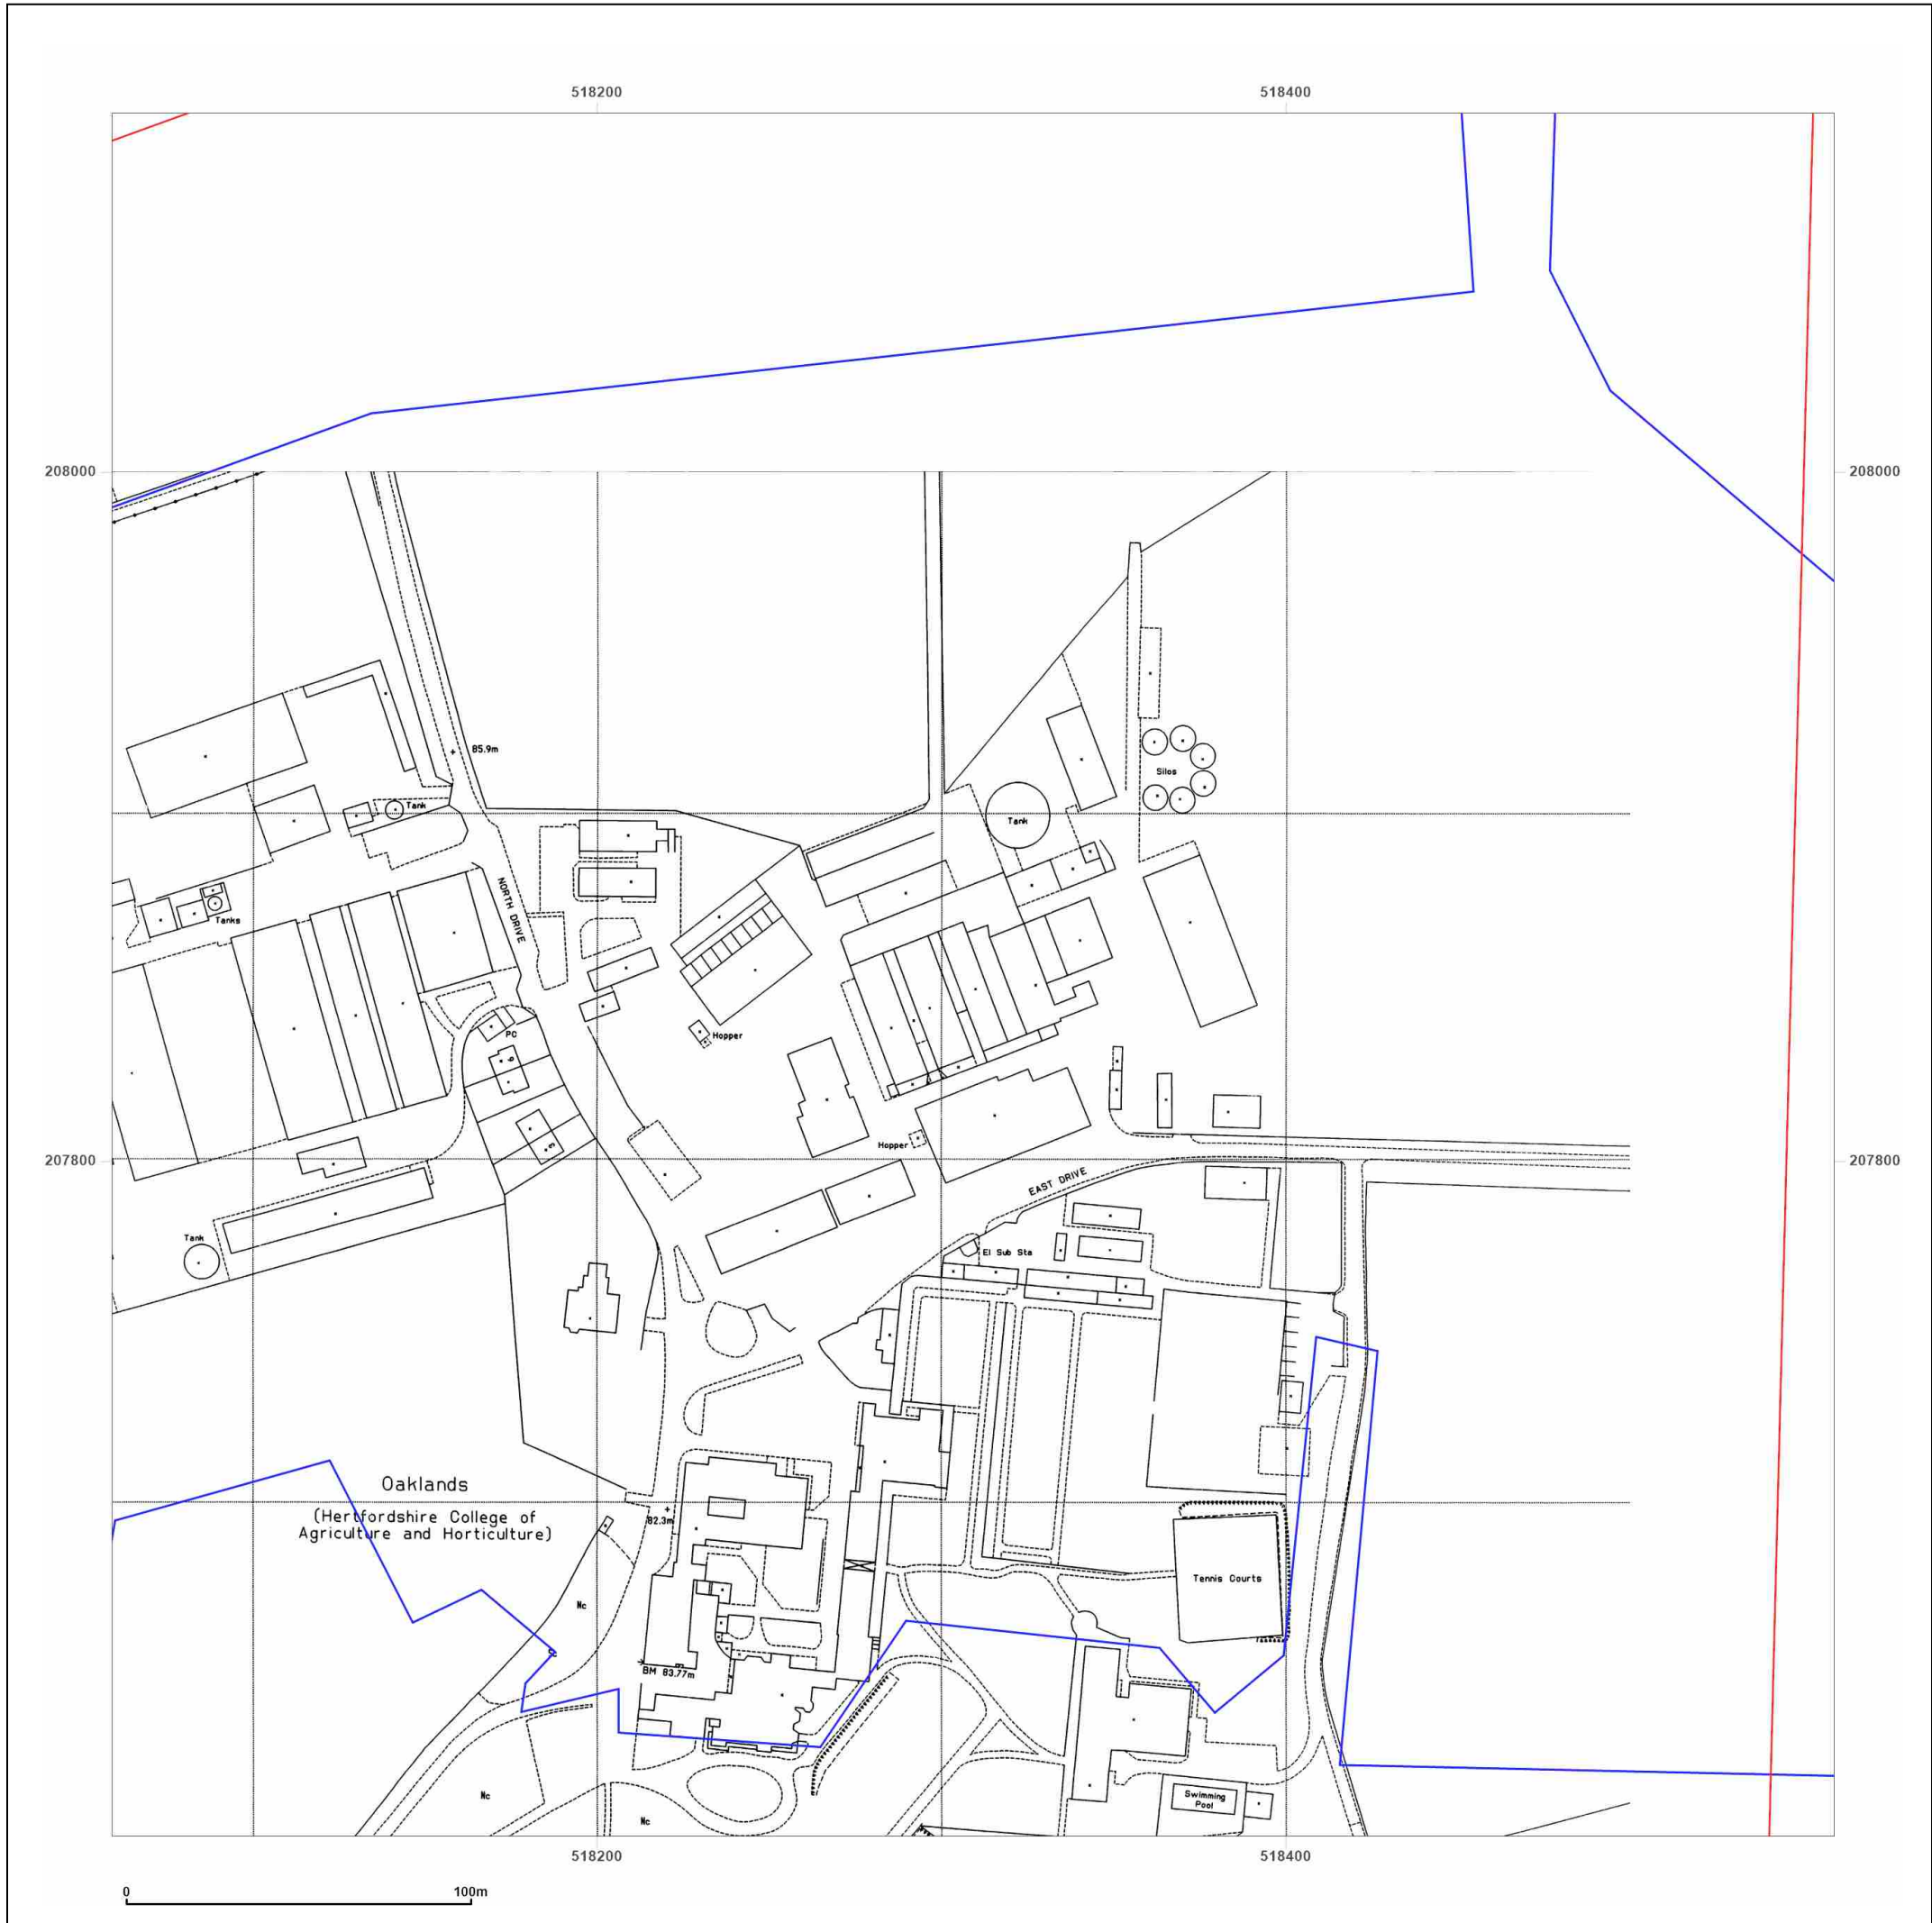 518200
518400
208000
208000
85.9m
Silos
Tank
Tank
NORTH DRIVE
Tanks
PC
Hopper
6
3
Hopper
207800
207800
EAST DRIVE
Tank
El Sub Sta
Oaklands
(Hertfordshire College of
Agriculture and Horticulture)
82.3m
Tennis Courts
Nc
BM 83.77m
Nc
Nc
Swimming
Pool
518200
518400
0
100m